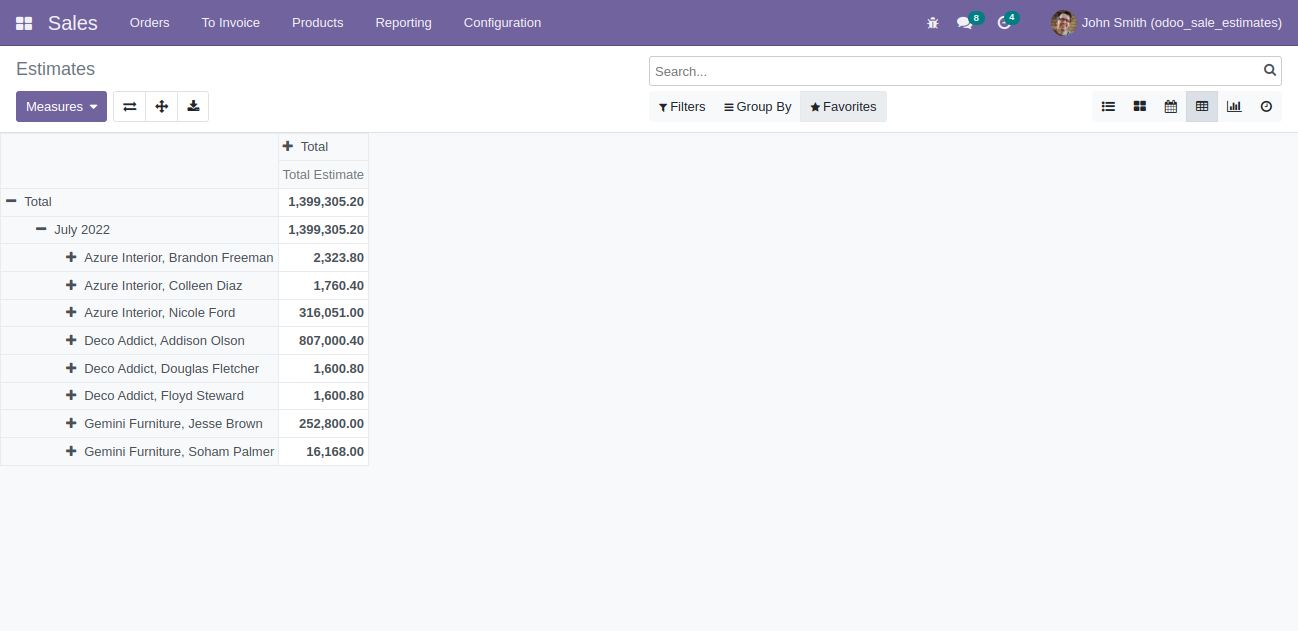 Sales Orders To Invoice Products Reporting Configuration 8 4 John Smith (odoo_sale_estimates)
Estimates
Search...
Measures Filters Group By Favorites
Total
Total Estimate
Total 1,399,305.20
July 2022 1,399,305.20
Azure Interior, Brandon Freeman 2,323.80
Azure Interior, Colleen Diaz 1,760.40
Azure Interior, Nicole Ford 316,051.00
Deco Addict, Addison Olson 807,000.40
Deco Addict, Douglas Fletcher 1,600.80
Deco Addict, Floyd Steward 1,600.80
Gemini Furniture, Jesse Brown 252,800.00
Gemini Furniture, Soham Palmer 16,168.00